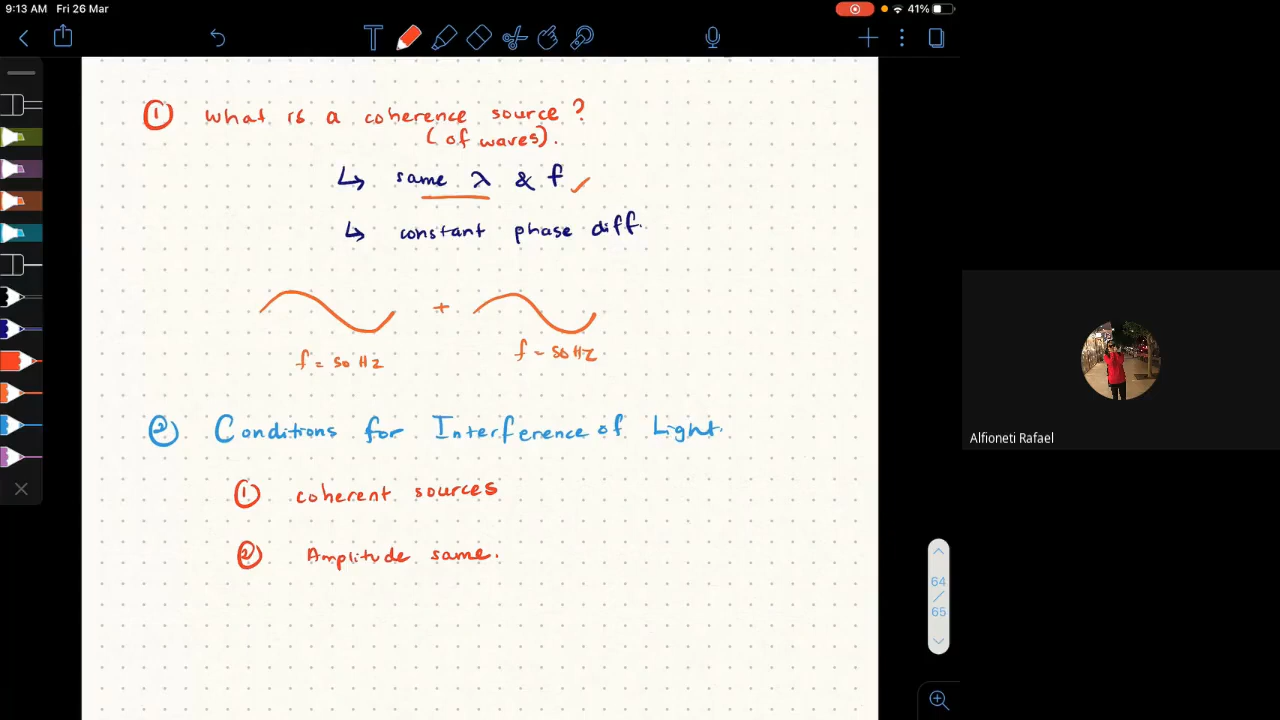 9:13 AM Fri 26 Mar
41%
① What is a coherence source?
(of waves).
↳ same λ & f ✓
↳ constant phase diff.
+
f = 50 Hz
f = 50 Hz
② Conditions for Interference of Light.
① coherent sources
② Amplitude same.
64
/
65
Alfioneti Rafael